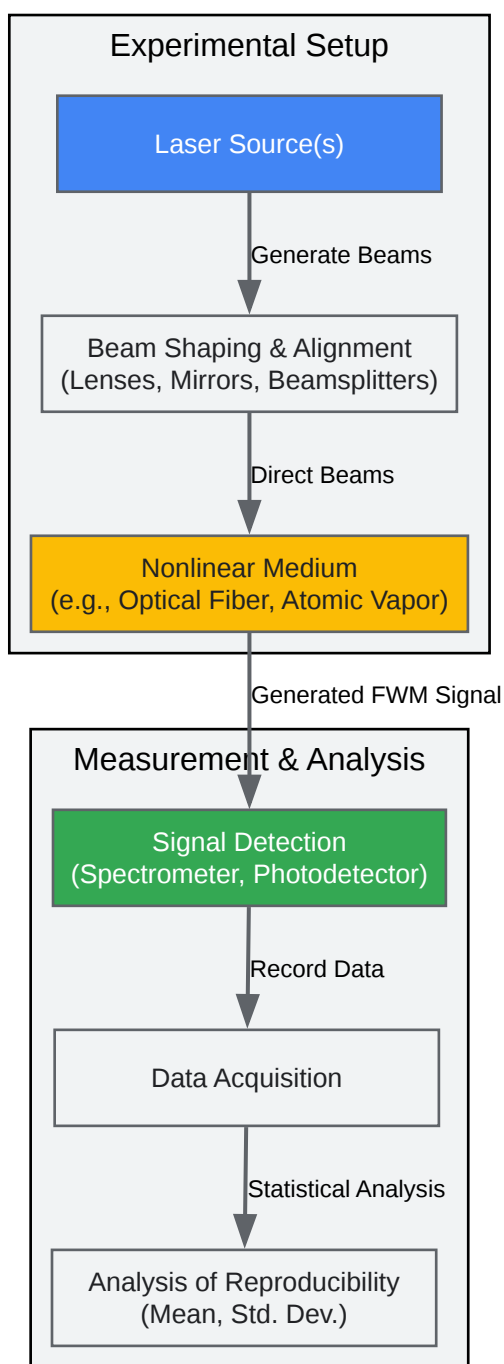 Experimental Setup
Laser Source(s)
Generate Beams
Beam Shaping & Alignment
(Lenses, Mirrors, Beamsplitters)
Direct Beams
Nonlinear Medium
(e.g., Optical Fiber, Atomic Vapor)
Generated FWM Signal
Measurement & Analysis
Signal Detection
(Spectrometer, Photodetector)
Record Data
Data Acquisition
Statistical Analysis
Analysis of Reproducibility
(Mean, Std. Dev.)